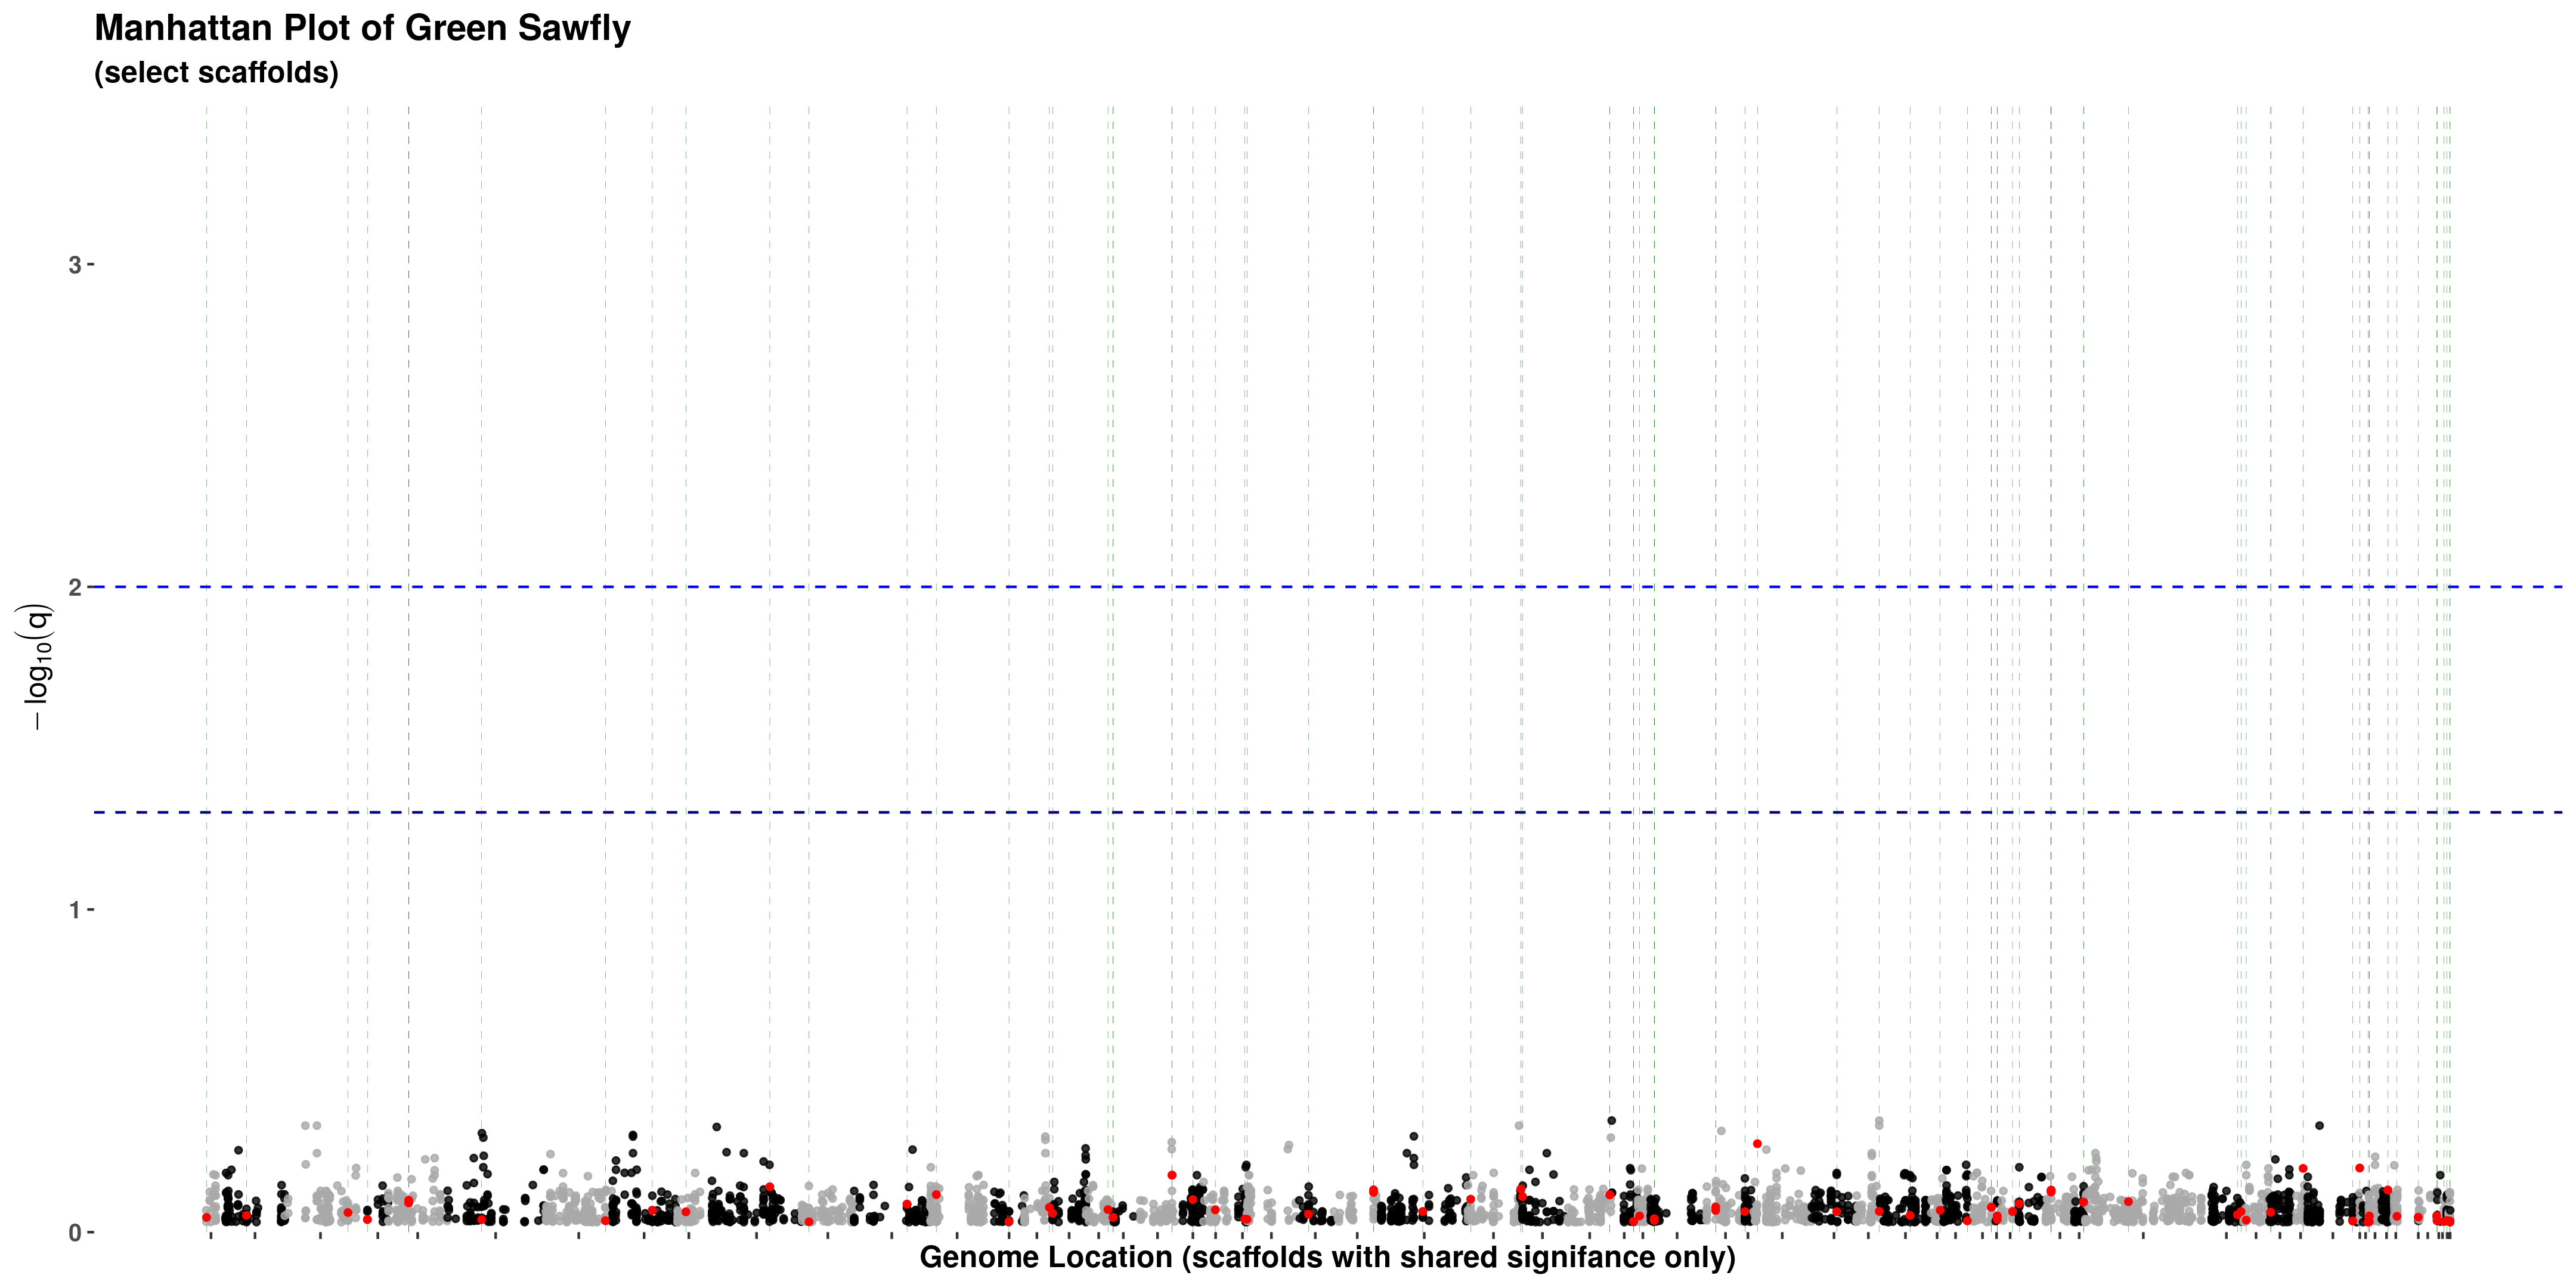 Manhattan Plot of Green Sawfly
(select scaffolds)
3
2
1
0
−log10(q)
Genome Location (scaffolds with shared signifance only)